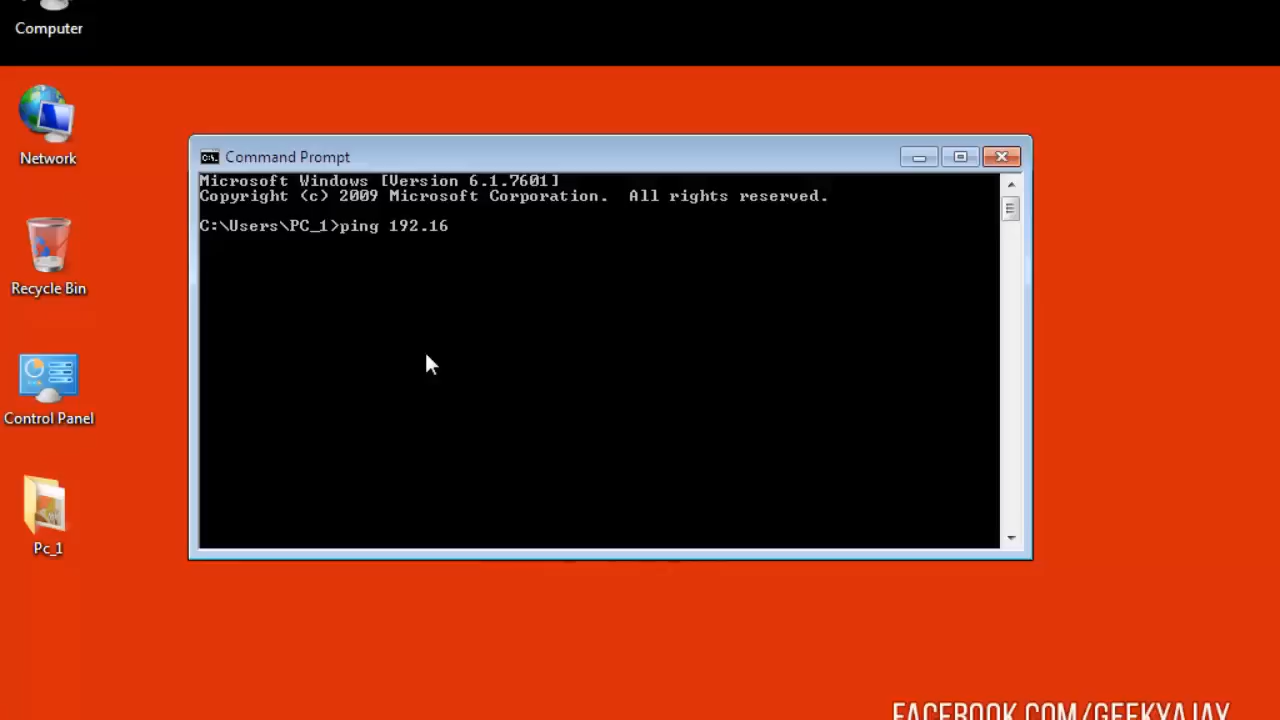 Computer
Network
Recycle Bin
Control Panel
Pc_1
Command Prompt
Microsoft Windows [Version 6.1.7601]
Copyright (c) 2009 Microsoft Corporation.  All rights reserved.
C:\Users\PC_1>ping 192.16
FACEBOOK.COM/GEEKYAJAY